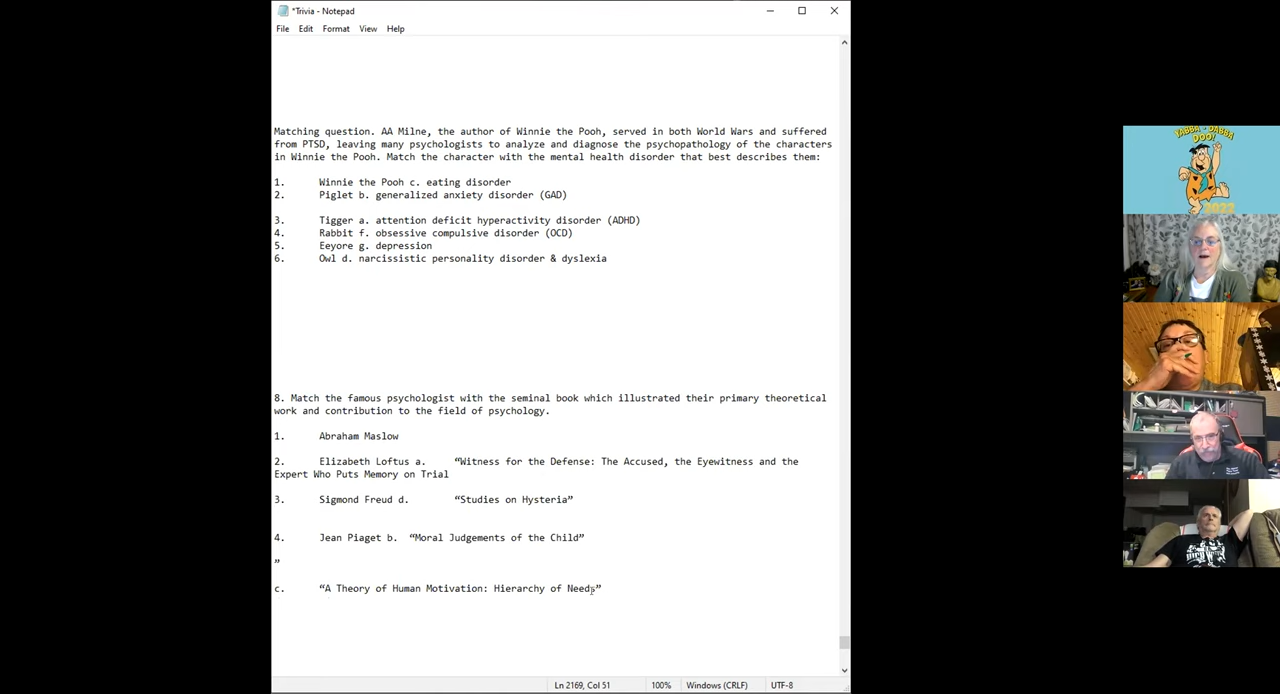 *Trivia - Notepad
File Edit Format View Help
Matching question. AA Milne, the author of Winnie the Pooh, served in both World Wars and suffered
from PTSD, leaving many psychologists to analyze and diagnose the psychopathology of the characters
in Winnie the Pooh. Match the character with the mental health disorder that best describes them:
1. Winnie the Pooh c. eating disorder
2. Piglet b. generalized anxiety disorder (GAD)
3. Tigger a. attention deficit hyperactivity disorder (ADHD)
4. Rabbit f. obsessive compulsive disorder (OCD)
5. Eeyore g. depression
6. Owl d. narcissistic personality disorder & dyslexia
8. Match the famous psychologist with the seminal book which illustrated their primary theoretical
work and contribution to the field of psychology.
1. Abraham Maslow
2. Elizabeth Loftus a. “Witness for the Defense: The Accused, the Eyewitness and the
Expert Who Puts Memory on Trial
3. Sigmond Freud d. “Studies on Hysteria”
4. Jean Piaget b. “Moral Judgements of the Child”
”
c. “A Theory of Human Motivation: Hierarchy of Needs”
Ln 2169, Col 51 100% Windows (CRLF) UTF-8
YABBA-DABBA
DOO!
2022